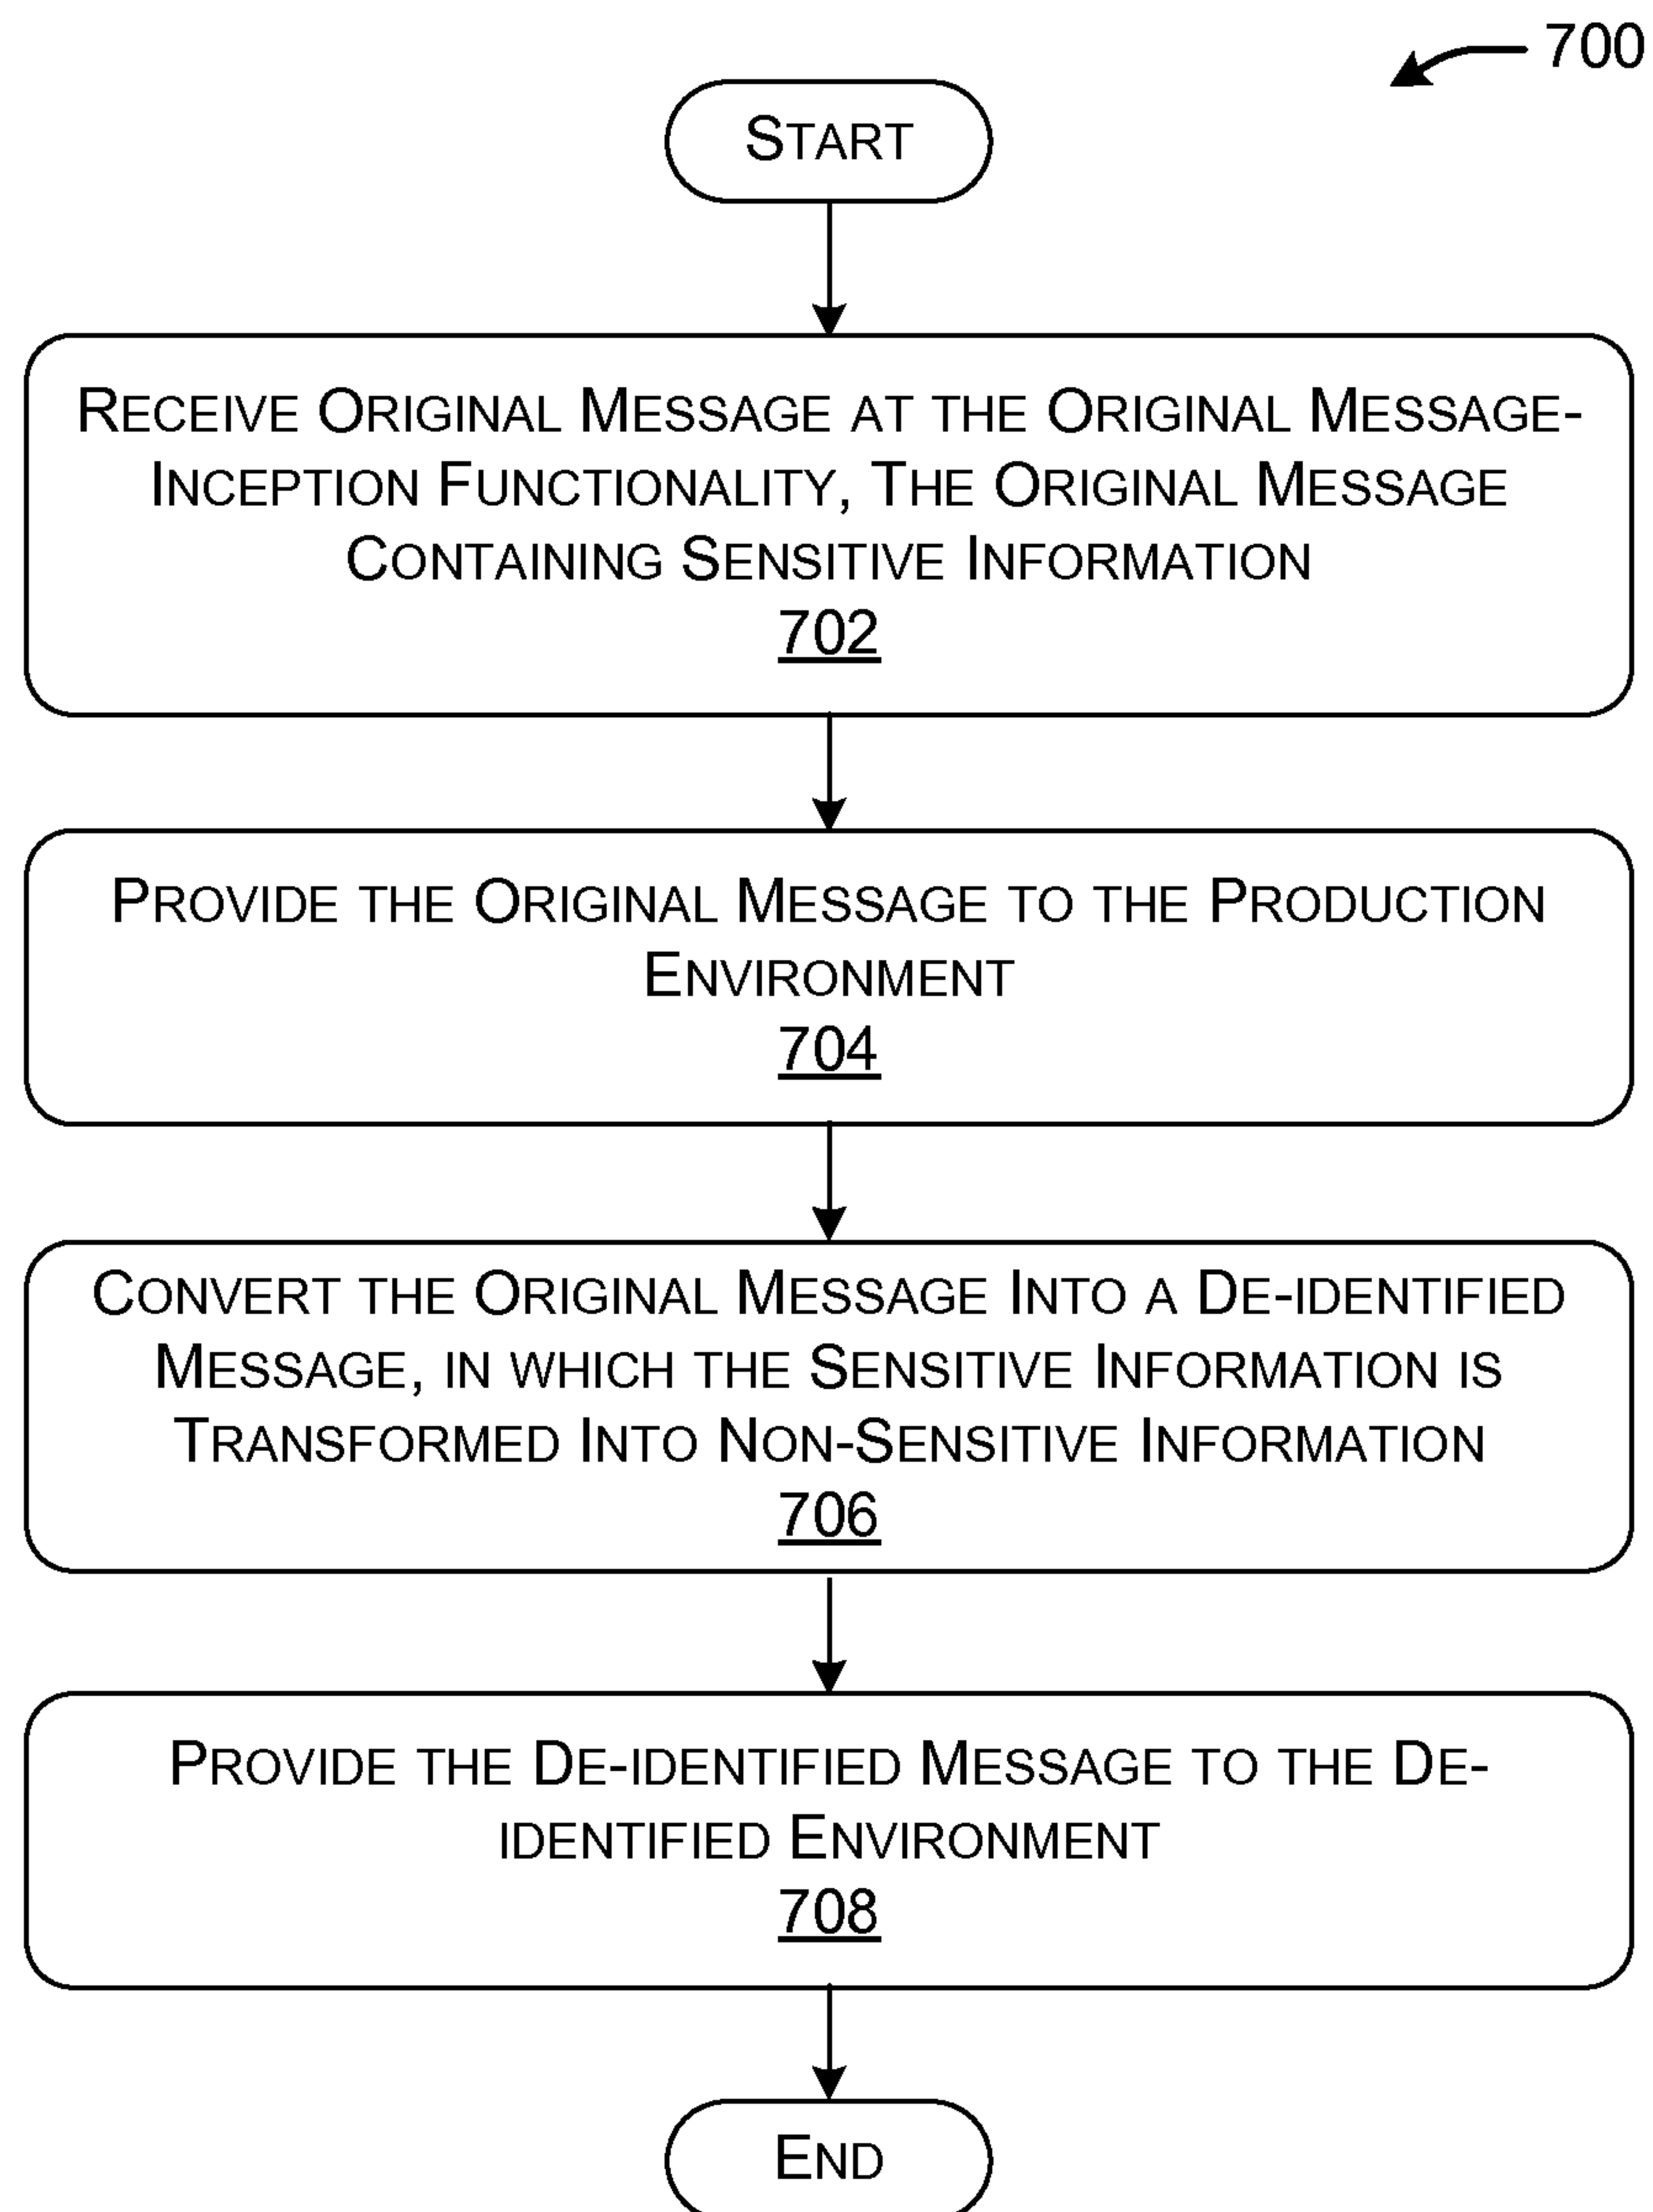 700
START
RECEIVE ORIGINAL MESSAGE AT THE ORIGINAL MESSAGE-
INCEPTION FUNCTIONALITY, THE ORIGINAL MESSAGE
CONTAINING SENSITIVE INFORMATION
702
PROVIDE THE ORIGINAL MESSAGE TO THE PRODUCTION
ENVIRONMENT
704
CONVERT THE ORIGINAL MESSAGE INTO A DE-IDENTIFIED
MESSAGE, IN WHICH THE SENSITIVE INFORMATION IS
TRANSFORMED INTO NON-SENSITIVE INFORMATION
706
PROVIDE THE DE-IDENTIFIED MESSAGE TO THE DE-
IDENTIFIED ENVIRONMENT
708
END